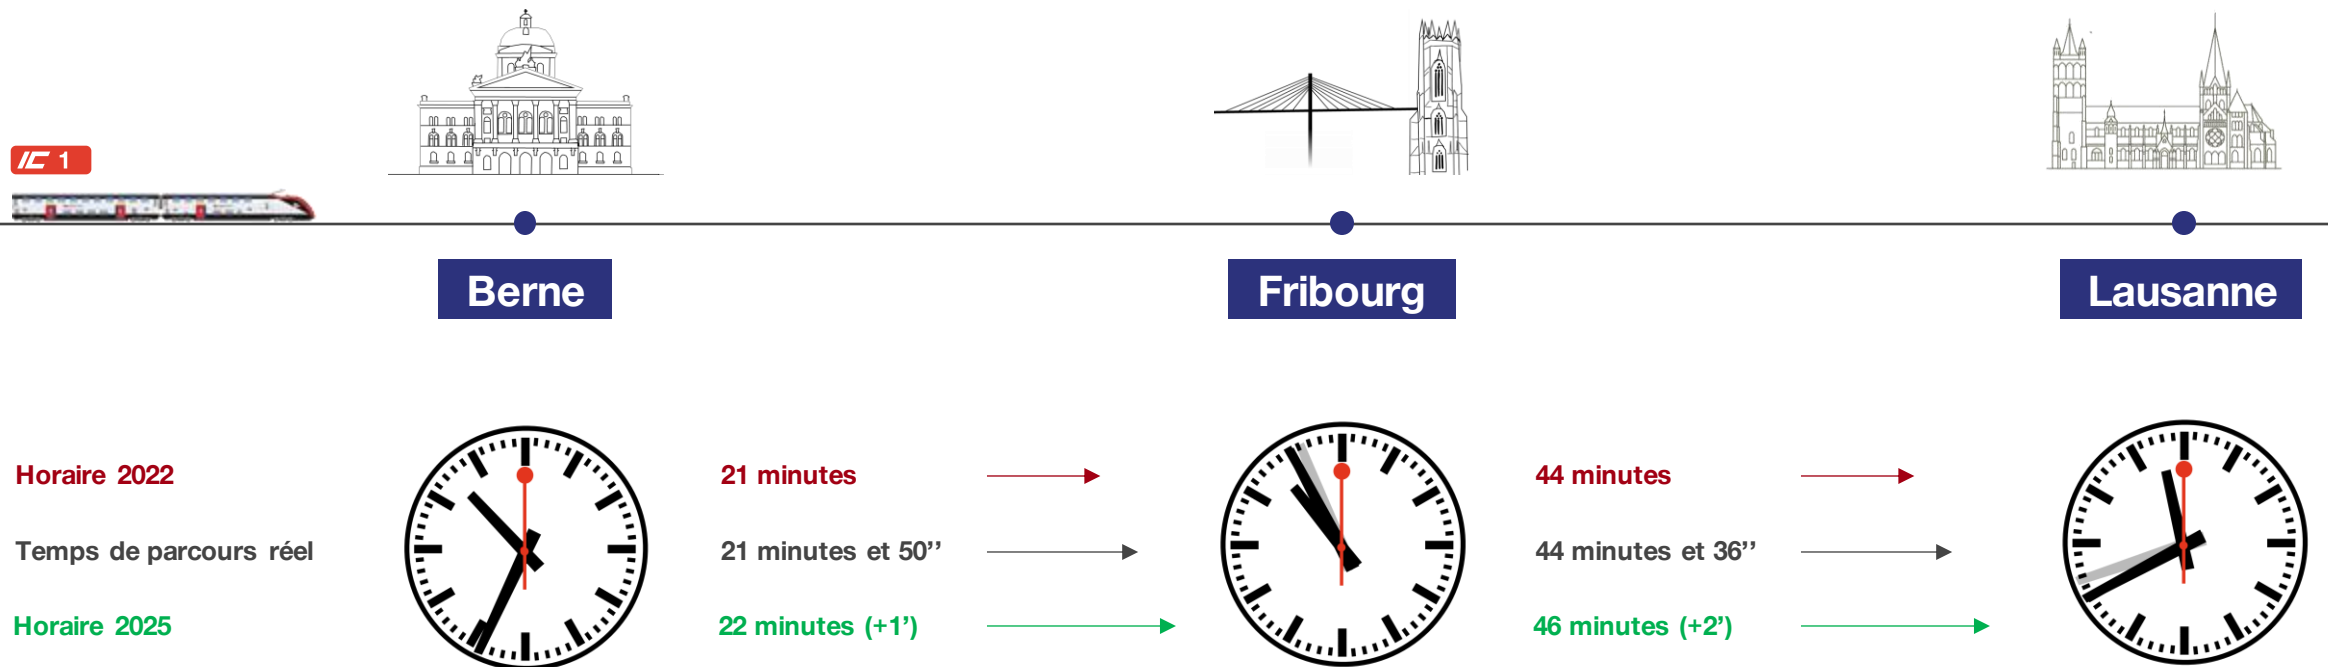 IC 1
Berne
Fribourg
Lausanne
Horaire 2022
21 minutes
44 minutes
Temps de parcours réel
21 minutes et 50’’
44 minutes et 36’’
Horaire 2025
22 minutes (+1’)
46 minutes (+2’)